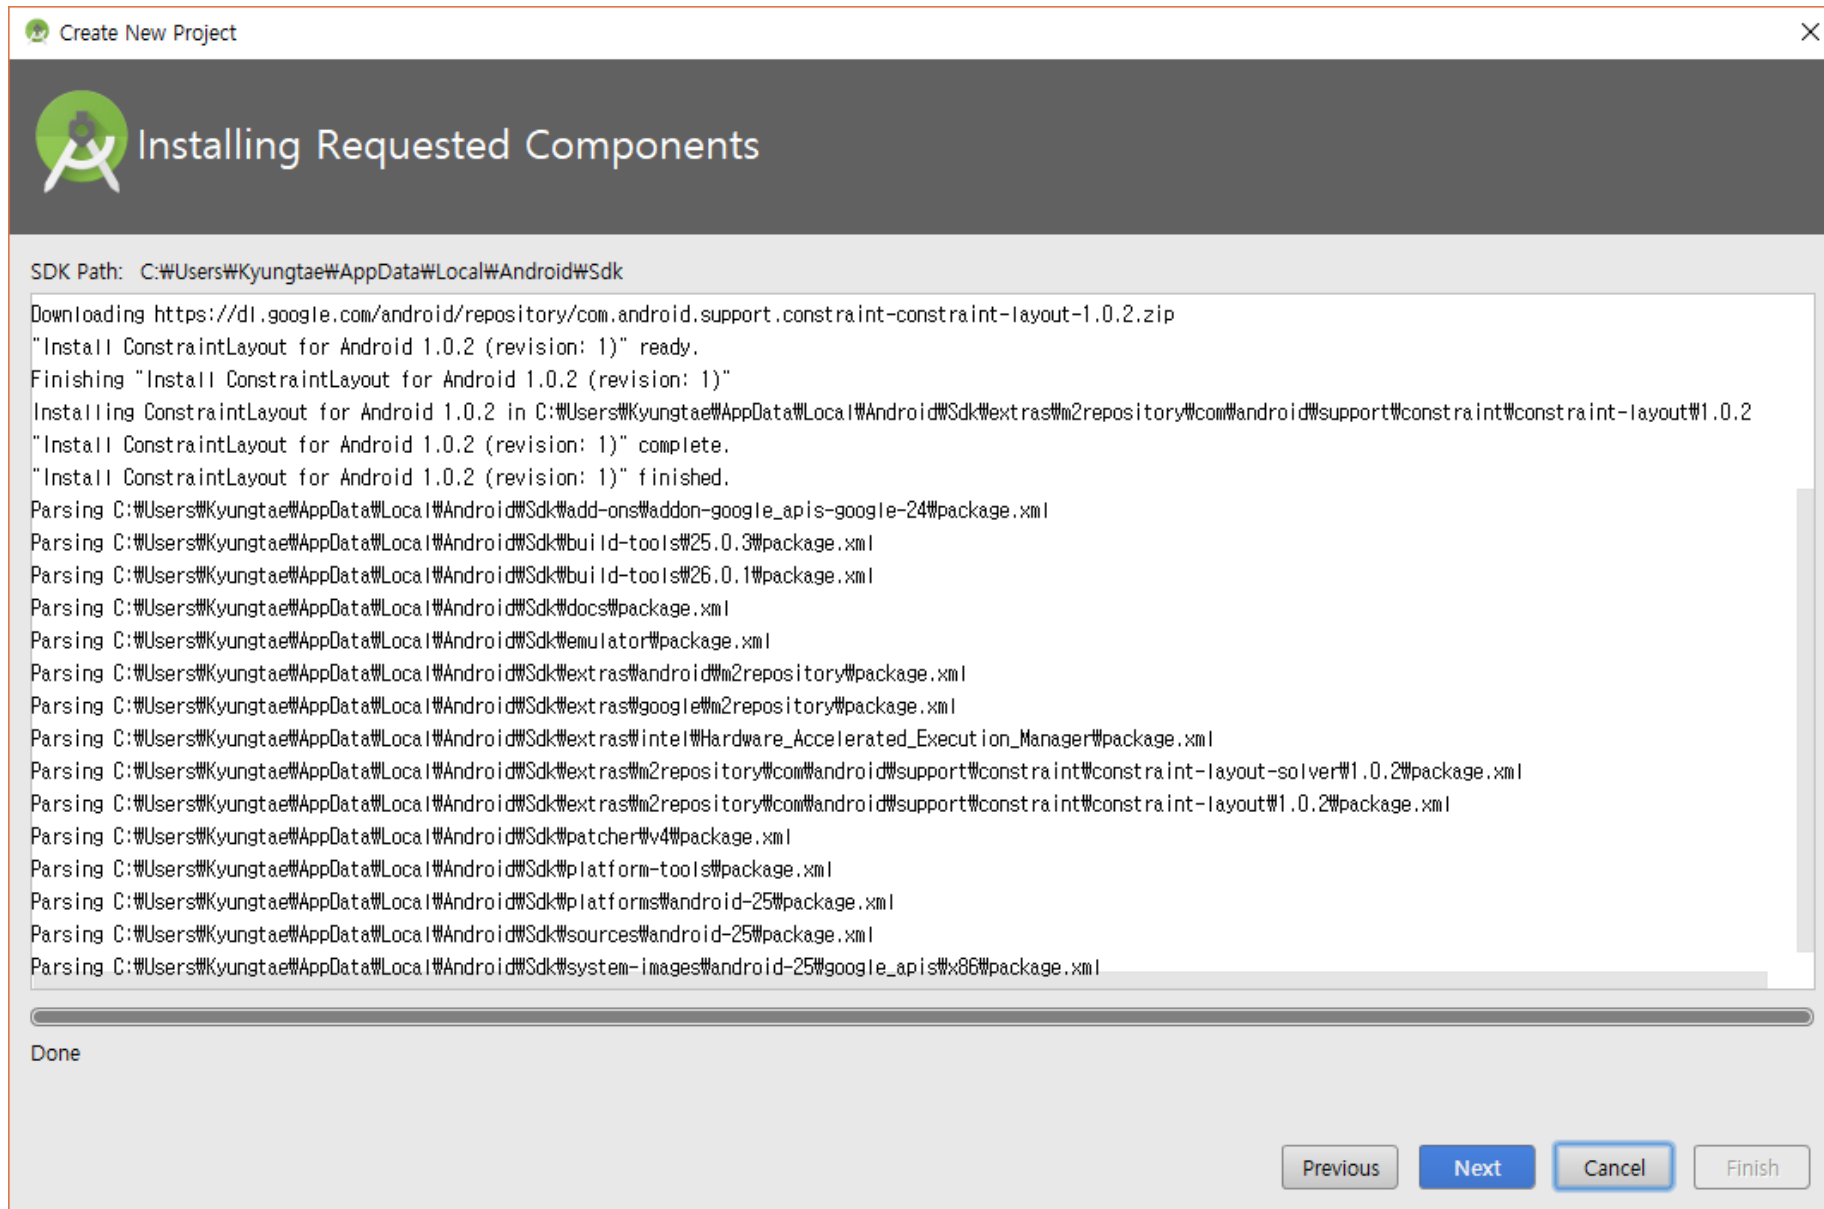 Create New Project
Installing Requested Components
SDK Path: C:₩Users₩Kyungtae₩AppData₩Local₩Android₩Sdk
Downloading https://dl.google.com/android/repository/com.android.support.constraint-constraint-layout-1.0.2.zip
"Install ConstraintLayout for Android 1.0.2 (revision: 1)" ready.
Finishing "Install ConstraintLayout for Android 1.0.2 (revision: 1)"
Installing ConstraintLayout for Android 1.0.2 in C:₩Users₩Kyungtae₩AppData₩Local₩Android₩Sdk₩extras₩m2repository₩com₩android₩support₩constraint₩constraint-layout₩1.0.2
"Install ConstraintLayout for Android 1.0.2 (revision: 1)" complete.
"Install ConstraintLayout for Android 1.0.2 (revision: 1)" finished.
Parsing C:₩Users₩Kyungtae₩AppData₩Local₩Android₩Sdk₩add-ons₩addon-google_apis-google-24₩package.xml
Parsing C:₩Users₩Kyungtae₩AppData₩Local₩Android₩Sdk₩build-tools₩25.0.3₩package.xml
Parsing C:₩Users₩Kyungtae₩AppData₩Local₩Android₩Sdk₩build-tools₩26.0.1₩package.xml
Parsing C:₩Users₩Kyungtae₩AppData₩Local₩Android₩Sdk₩docs₩package.xml
Parsing C:₩Users₩Kyungtae₩AppData₩Local₩Android₩Sdk₩emulator₩package.xml
Parsing C:₩Users₩Kyungtae₩AppData₩Local₩Android₩Sdk₩extras₩android₩m2repository₩package.xml
Parsing C:₩Users₩Kyungtae₩AppData₩Local₩Android₩Sdk₩extras₩google₩m2repository₩package.xml
Parsing C:₩Users₩Kyungtae₩AppData₩Local₩Android₩Sdk₩extras₩intel₩Hardware_Accelerated_Execution_Manager₩package.xml
Parsing C:₩Users₩Kyungtae₩AppData₩Local₩Android₩Sdk₩extras₩m2repository₩com₩android₩support₩constraint₩constraint-layout-solver₩1.0.2₩package.xml
Parsing C:₩Users₩Kyungtae₩AppData₩Local₩Android₩Sdk₩extras₩m2repository₩com₩android₩support₩constraint₩constraint-layout₩1.0.2₩package.xml
Parsing C:₩Users₩Kyungtae₩AppData₩Local₩Android₩Sdk₩patcher₩v4₩package.xml
Parsing C:₩Users₩Kyungtae₩AppData₩Local₩Android₩Sdk₩platform-tools₩package.xml
Parsing C:₩Users₩Kyungtae₩AppData₩Local₩Android₩Sdk₩platforms₩android-25₩package.xml
Parsing C:₩Users₩Kyungtae₩AppData₩Local₩Android₩Sdk₩sources₩android-25₩package.xml
Parsing C:₩Users₩Kyungtae₩AppData₩Local₩Android₩Sdk₩system-images₩android-25₩google_apis₩x86₩package.xml
Done
Previous Next Cancel Finish